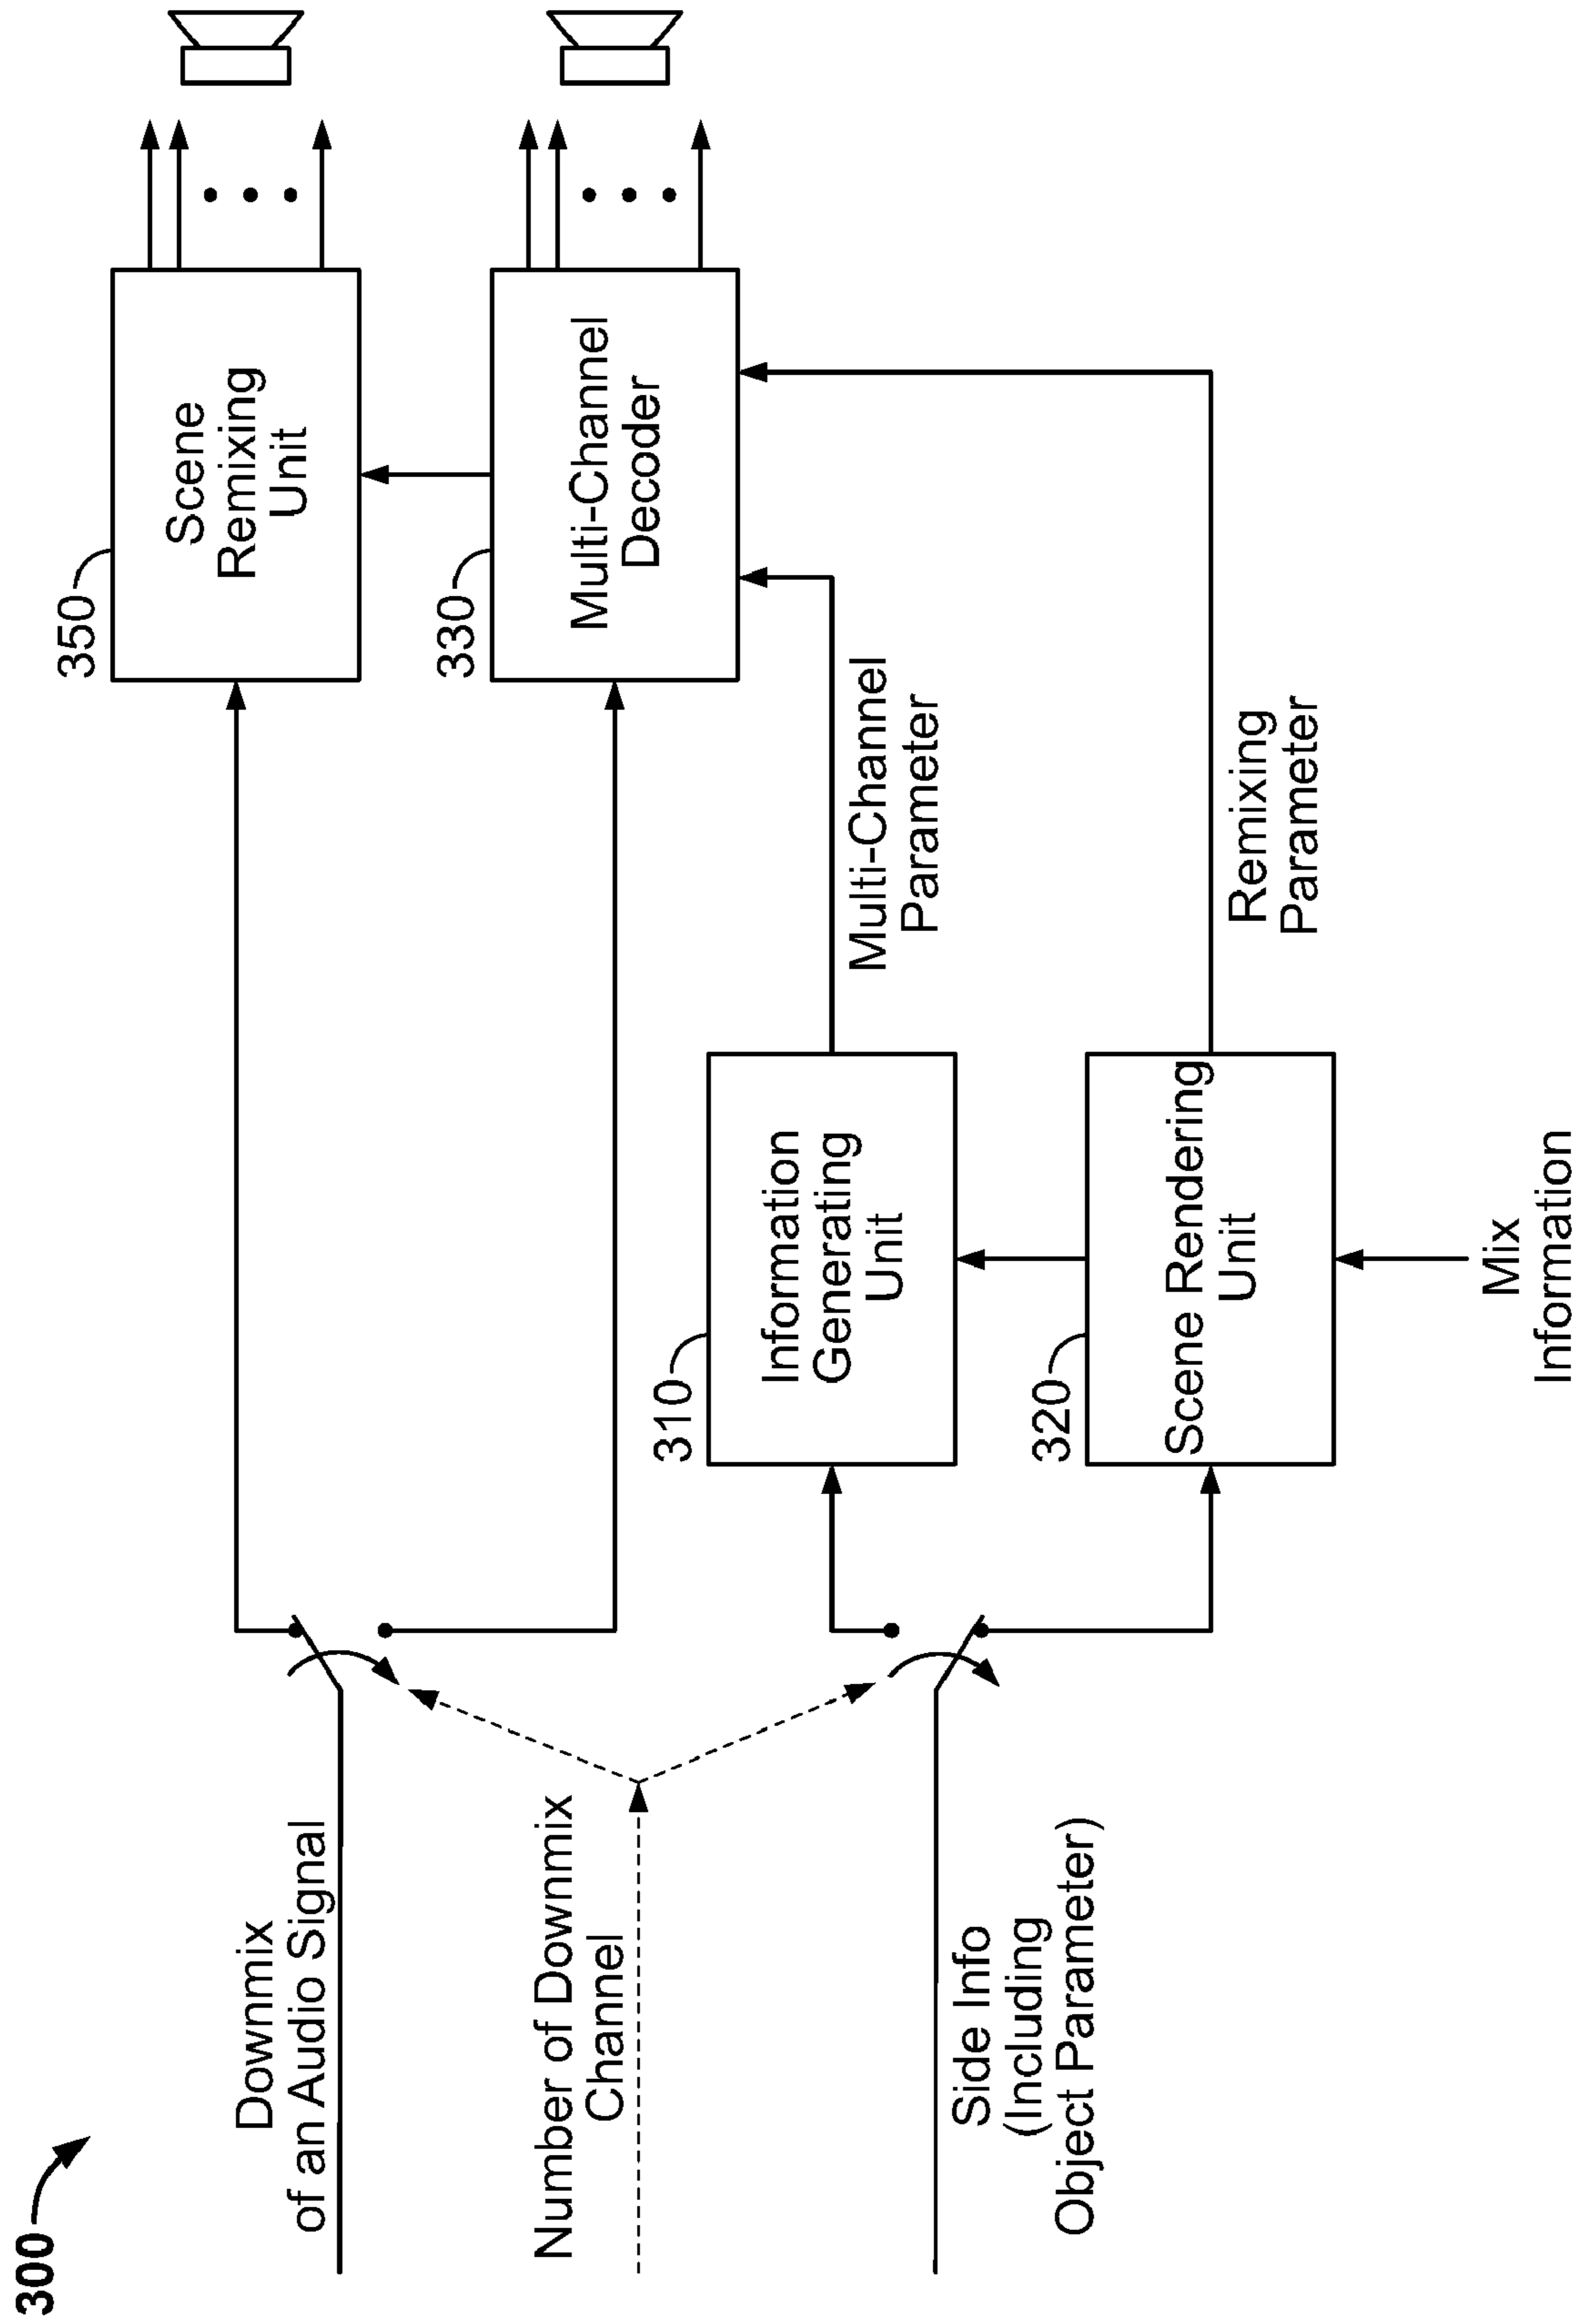 300
Downmix
of an Audio Signal
Number of Downmix
Channel
Side Info
(Including
Object Parameter)
310
Information
Generating
Unit
320
Scene Rendering
Unit
Mix
Information
Multi-Channel
Parameter
Remixing
Parameter
350
Scene
Remixing
Unit
330
Multi-Channel
Decoder